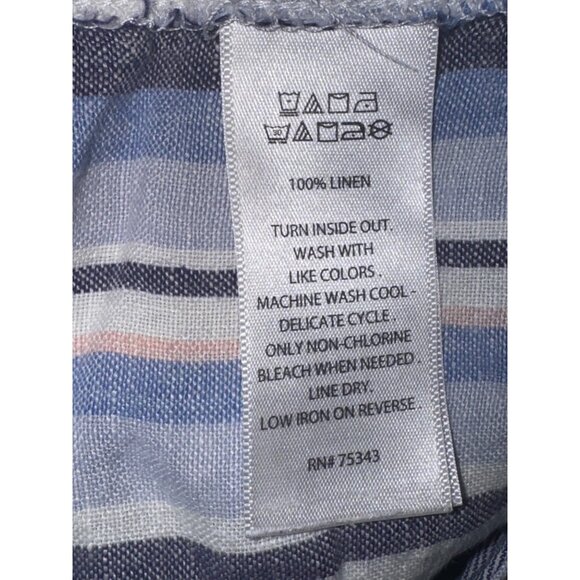 100% LINEN
TURN INSIDE OUT.
WASH WITH
LIKE COLORS .
MACHINE WASH COOL -
DELICATE CYCLE .
ONLY NON-CHLORINE
BLEACH WHEN NEEDED .
LINE DRY.
LOW IRON ON REVERSE .
RN# 75343